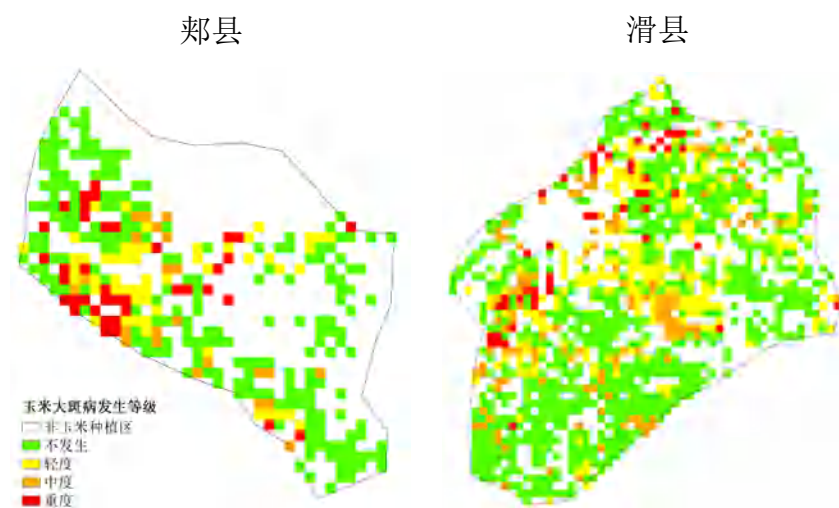 郏县
滑县
玉米大斑病发生等级
非玉米种植区
不发生
轻度
中度
重度